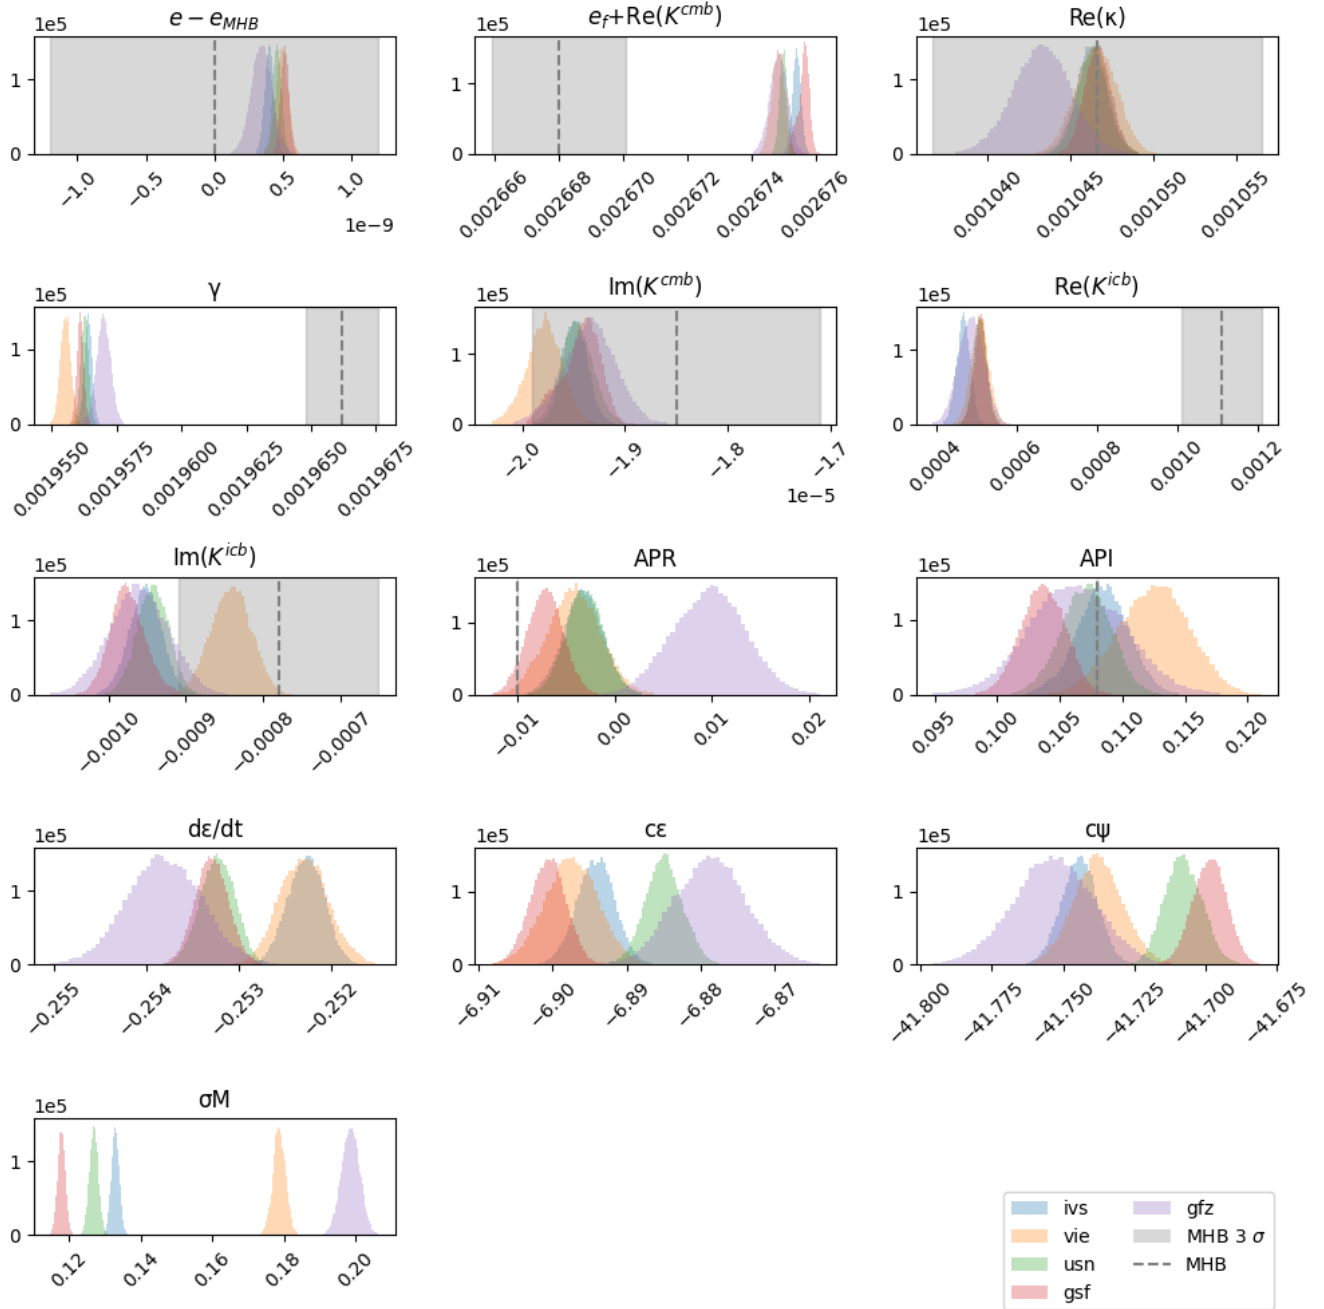 1e5 e − e_MHB
1
0
−1.0 −0.5 0.0 0.5 1.0
1e−9
1e5 e_f+Re(K^cmb)
1
0
0.002666 0.002668 0.002670 0.002672 0.002674 0.002676
1e5 Re(κ)
1
0
0.001040 0.001045 0.001050 0.001055
1e5 γ
1
0
0.0019550 0.0019575 0.0019600 0.0019625 0.0019650 0.0019675
1e5 Im(K^cmb)
1
0
−2.0 −1.9 −1.8 −1.7
1e−5
1e5 Re(K^icb)
1
0
0.0004 0.0006 0.0008 0.0010 0.0012
1e5 Im(K^icb)
1
0
−0.0010 −0.0009 −0.0008 −0.0007
1e5 APR
1
0
−0.01 0.00 0.01 0.02
1e5 API
1
0
0.095 0.100 0.105 0.110 0.115 0.120
1e5 dε/dt
1
0
−0.255 −0.254 −0.253 −0.252
1e5 cε
1
0
−6.91 −6.90 −6.89 −6.88 −6.87
1e5 cψ
1
0
−41.800 −41.775 −41.750 −41.725 −41.700 −41.675
1e5 σM
1
0
0.12 0.14 0.16 0.18 0.20
ivs
vie
usn
gsf
gfz
MHB 3 σ
MHB